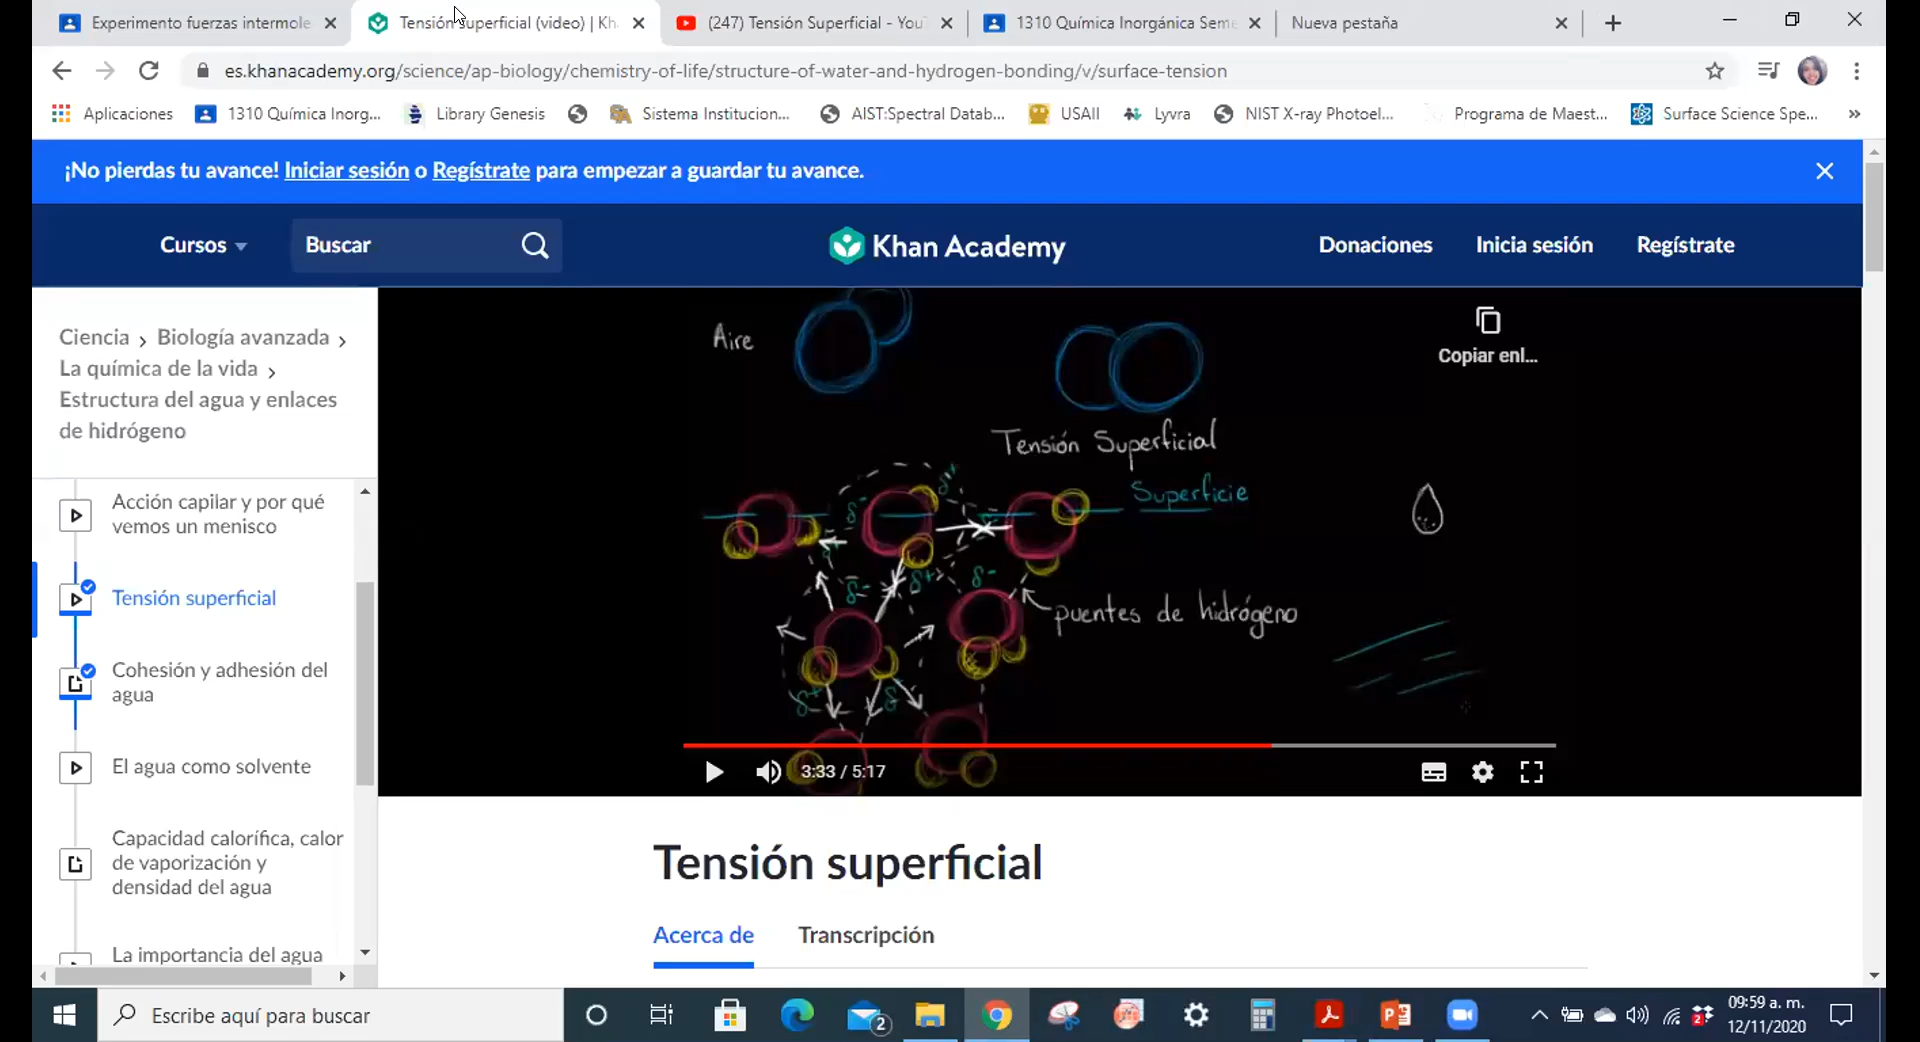 Experimento fuerzas intermole
Tensión superficial (video) | Kh
(247) Tensión Superficial - You
1310 Química Inorgánica Seme
Nueva pestaña
es.khanacademy.org/science/ap-biology/chemistry-of-life/structure-of-water-and-hydrogen-bonding/v/surface-tension
Aplicaciones
1310 Química Inorg...
Library Genesis
Sistema Institucion...
AIST:Spectral Datab...
USAII
Lyvra
NIST X-ray Photoel...
Programa de Maest...
Surface Science Spe...
»
¡No pierdas tu avance! Iniciar sesión o Regístrate para empezar a guardar tu avance.
Cursos
Buscar
Khan Academy
Donaciones
Inicia sesión
Regístrate
Ciencia › Biología avanzada ›
La química de la vida ›
Estructura del agua y enlaces
de hidrógeno
Acción capilar y por qué
vemos un menisco
Tensión superficial
Cohesión y adhesión del
agua
El agua como solvente
Capacidad calorífica, calor
de vaporización y
densidad del agua
La importancia del agua
Aire
Copiar enl...
Tensión Superficial
Superficie
δ-
δ+
δ-
δ+
δ-
puentes de hidrógeno
δ+
δ
3:33 / 5:17
Tensión superficial
Acerca de
Transcripción
Escribe aquí para buscar
2
2
09:59 a. m.
12/11/2020